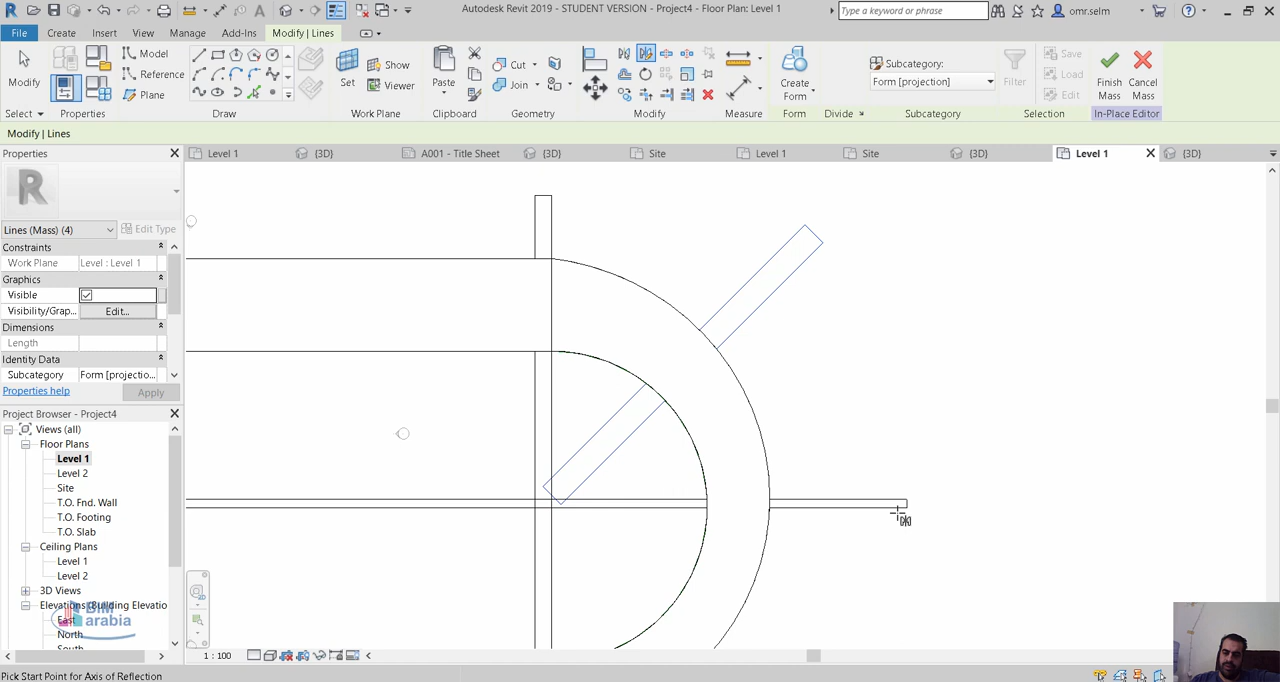 Autodesk Revit 2019 - STUDENT VERSION - Project4 - Floor Plan: Level 1
Type a keyword or phrase
omr.selm
File Create Insert View Manage Add-Ins Modify | Lines
Modify
Model
Reference
Plane
Set
Show
Viewer
Paste
Cut
Join
Create
Form
Subcategory:
Form [projection]
Filter
Save
Load
Edit
Finish
Mass
Cancel
Mass
Select Properties Draw Work Plane Clipboard Geometry Modify Measure Form Divide Subcategory Selection In-Place Editor
Modify | Lines
Properties
Level 1 {3D} A001 - Title Sheet {3D} Site Level 1 Site {3D} Level 1 {3D}
R
Lines (Mass) (4)
Edit Type
Constraints
Work Plane Level : Level 1
Graphics
Visible
Visibility/Grap... Edit...
Dimensions
Length
Identity Data
Subcategory Form [projectio...
Properties help
Apply
Project Browser - Project4
Views (all)
Floor Plans
Level 1
Level 2
Site
T.O. Fnd. Wall
T.O. Footing
T.O. Slab
Ceiling Plans
Level 1
Level 2
3D Views
Elevations (Building Elevatio
East
North
South
BIM
arabia
1 : 100
Pick Start Point for Axis of Reflection